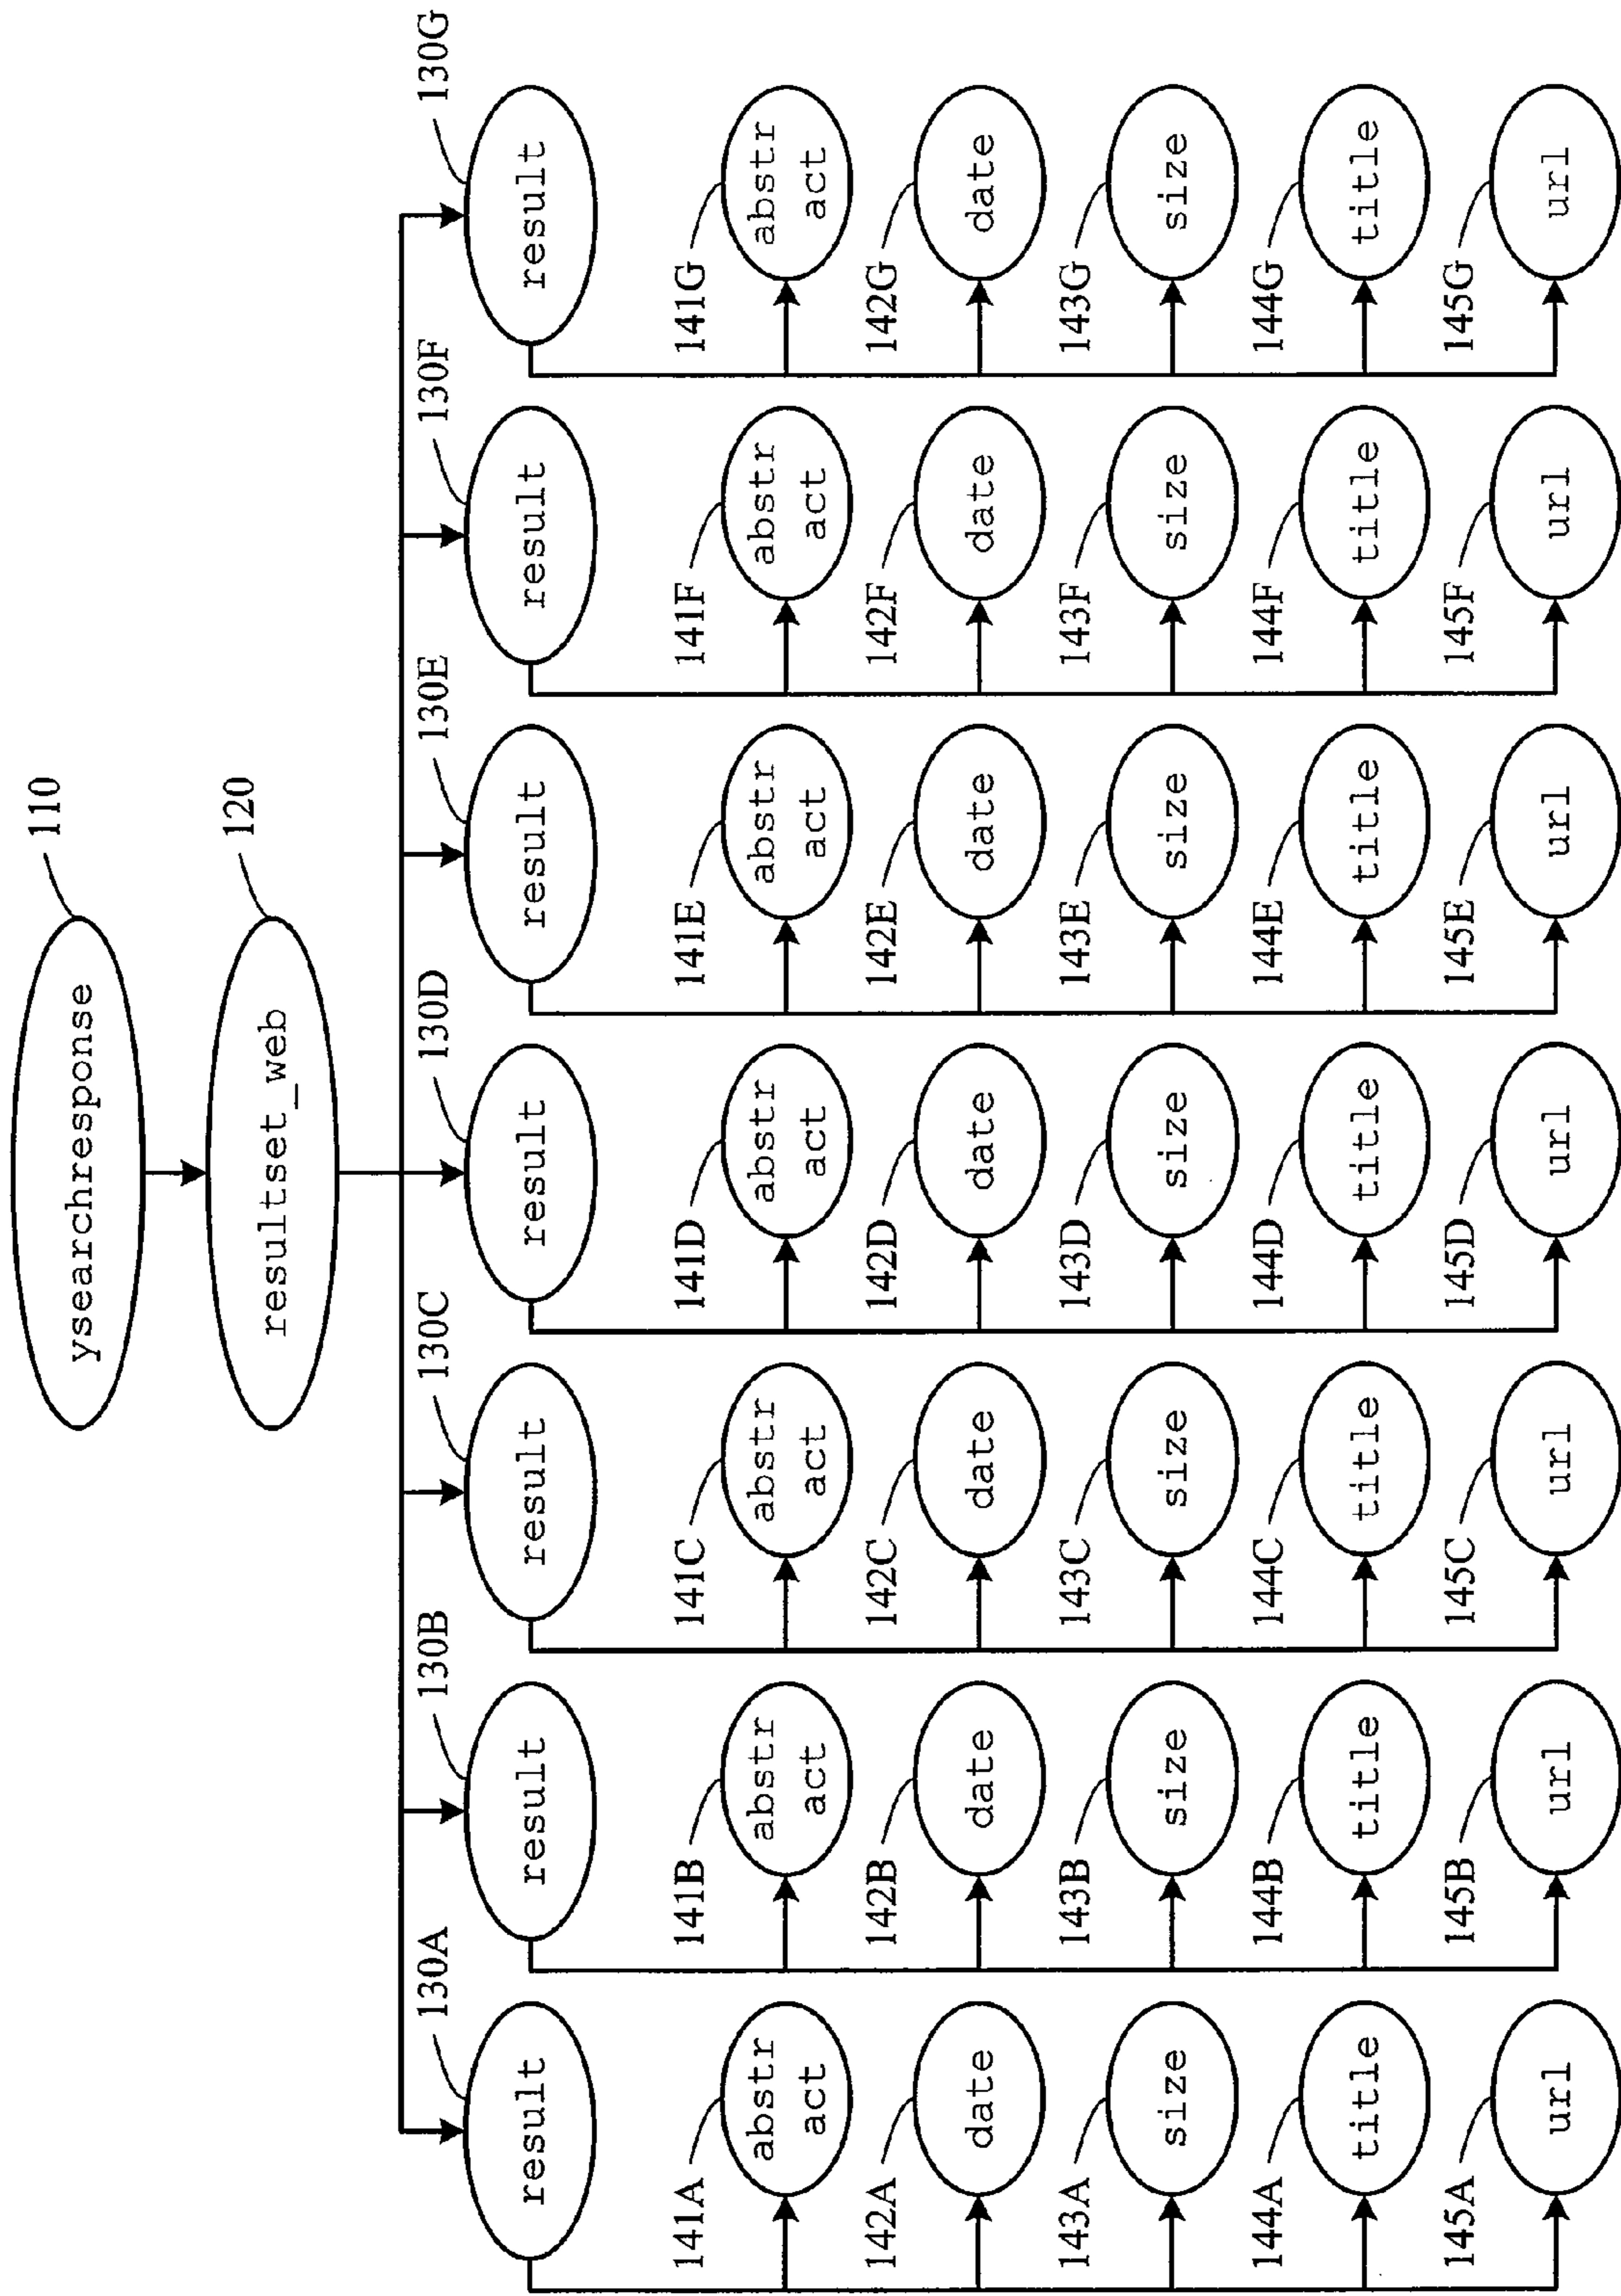 110
ysearchresponse
120
resultset_web
130A
130B
130C
130D
130E
130F
130G
result
result
result
result
result
result
result
141A
abstr
act
141B
abstr
act
141C
abstr
act
141D
abstr
act
141E
abstr
act
141F
abstr
act
141G
abstr
act
142A
date
142B
date
142C
date
142D
date
142E
date
142F
date
142G
date
143A
size
143B
size
143C
size
143D
size
143E
size
143F
size
143G
size
144A
title
144B
title
144C
title
144D
title
144E
title
144F
title
144G
title
145A
url
145B
url
145C
url
145D
url
145E
url
145F
url
145G
url